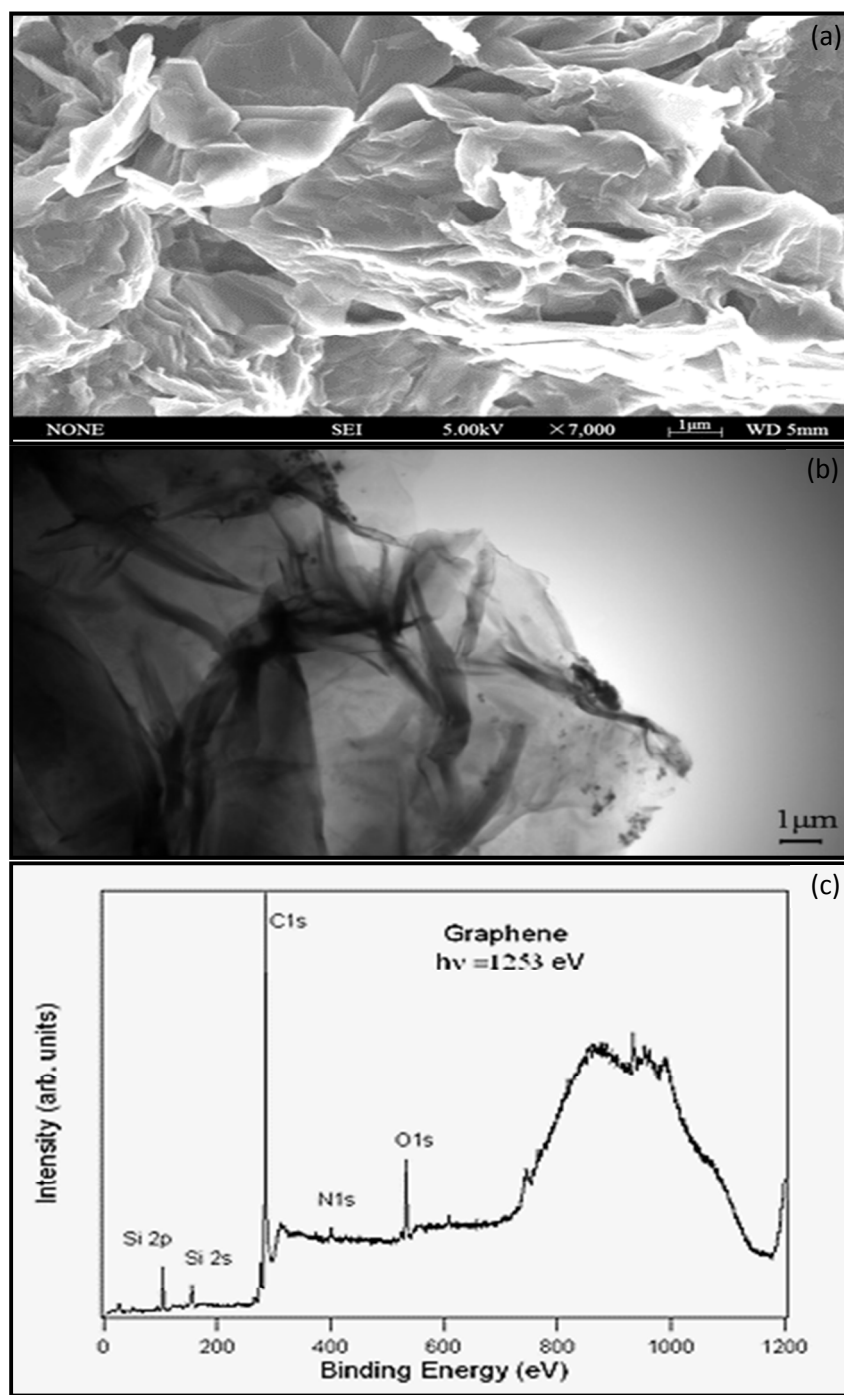 (a)
NONE SEI 5.00kV ×7,000 1μm WD 5mm
(b)
1μm
(c)
C1s
Graphene
hν =1253 eV
Intensity (arb. units)
O1s
N1s
Si 2p
Si 2s
0 200 400 600 800 1000 1200
Binding Energy (eV)